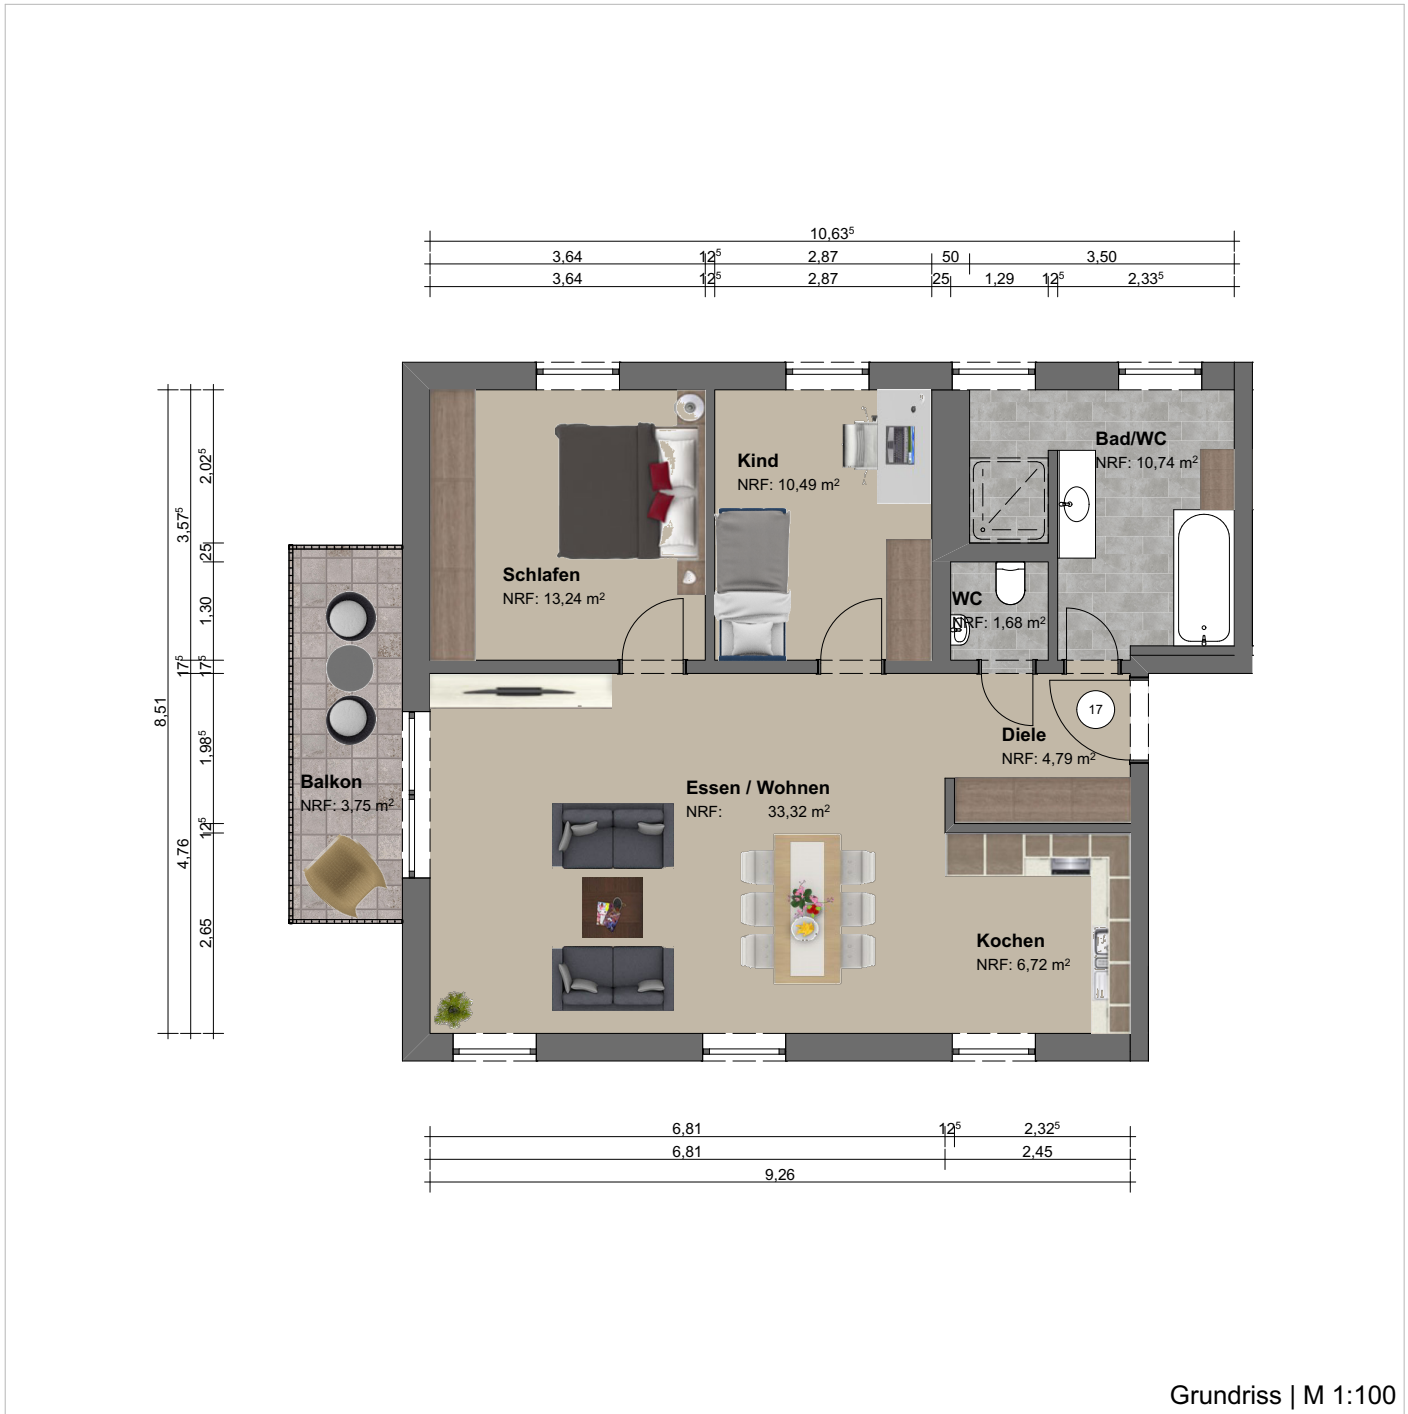 10,63⁵
3,64 12⁵ 2,87 50 3,50
3,64 12⁵ 2,87 25 1,29 12⁵ 2,33⁵
8,51
3,57⁵
17⁵
4,76
2,02⁵
25
1,30
17⁵
1,98⁵
12⁵
2,65
Schlafen
NRF: 13,24 m²
Kind
NRF: 10,49 m²
Bad/WC
NRF: 10,74 m²
WC
NRF: 1,68 m²
17
Diele
NRF: 4,79 m²
Balkon
NRF: 3,75 m²
Essen / Wohnen
NRF: 33,32 m²
Kochen
NRF: 6,72 m²
6,81 12⁵ 2,32⁵
6,81 2,45
9,26
Grundriss | M 1:100